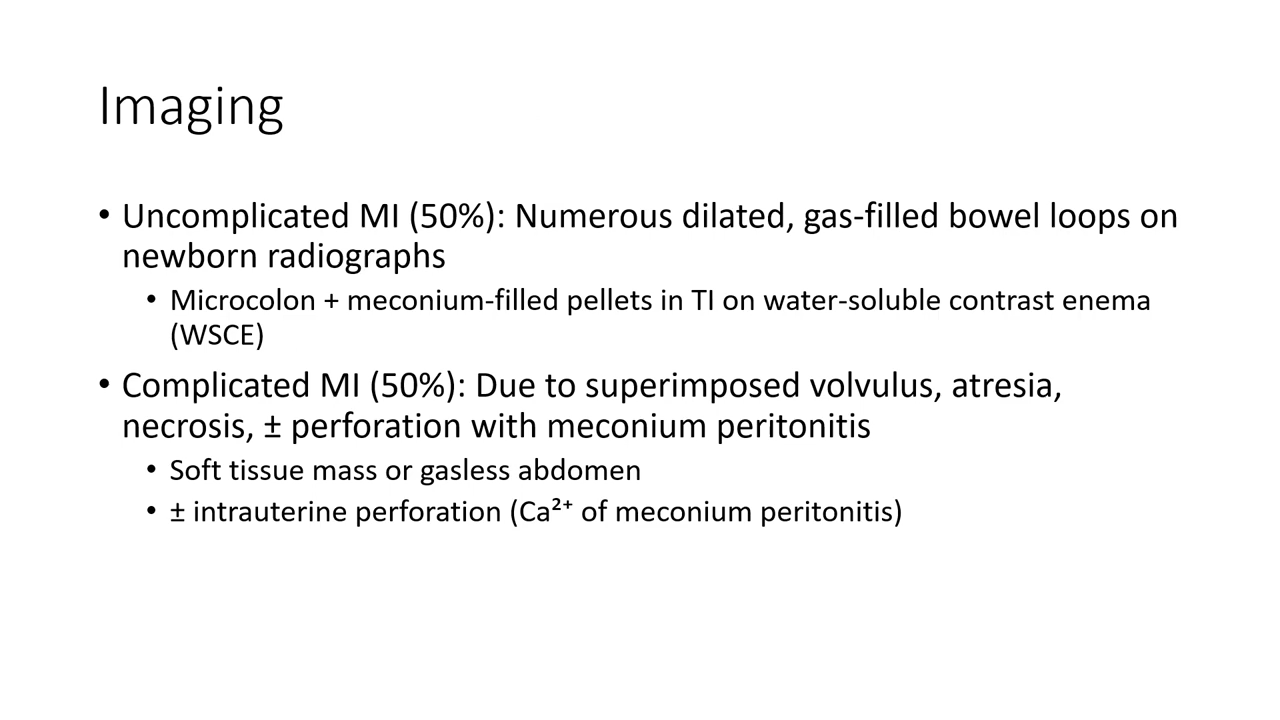 Imaging
• Uncomplicated MI (50%): Numerous dilated, gas-filled bowel loops on
newborn radiographs
• Microcolon + meconium-filled pellets in TI on water-soluble contrast enema
(WSCE)
• Complicated MI (50%): Due to superimposed volvulus, atresia,
necrosis, ± perforation with meconium peritonitis
• Soft tissue mass or gasless abdomen
• ± intrauterine perforation (Ca²⁺ of meconium peritonitis)